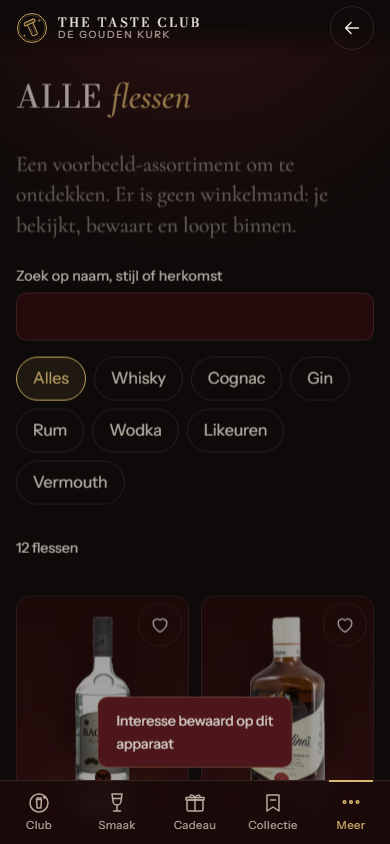 THE TASTE CLUB
DE GOUDEN KURK
ALLE flessen
Een voorbeeld-assortiment om te
ontdekken. Er is geen winkelmand: je
bekijkt, bewaart en loopt binnen.
Zoek op naam, stijl of herkomst
Alles
Whisky
Cognac
Gin
Rum
Wodka
Likeuren
Vermouth
12 flessen
Interesse bewaard op dit
apparaat
Club
Smaak
Cadeau
Collectie
Meer